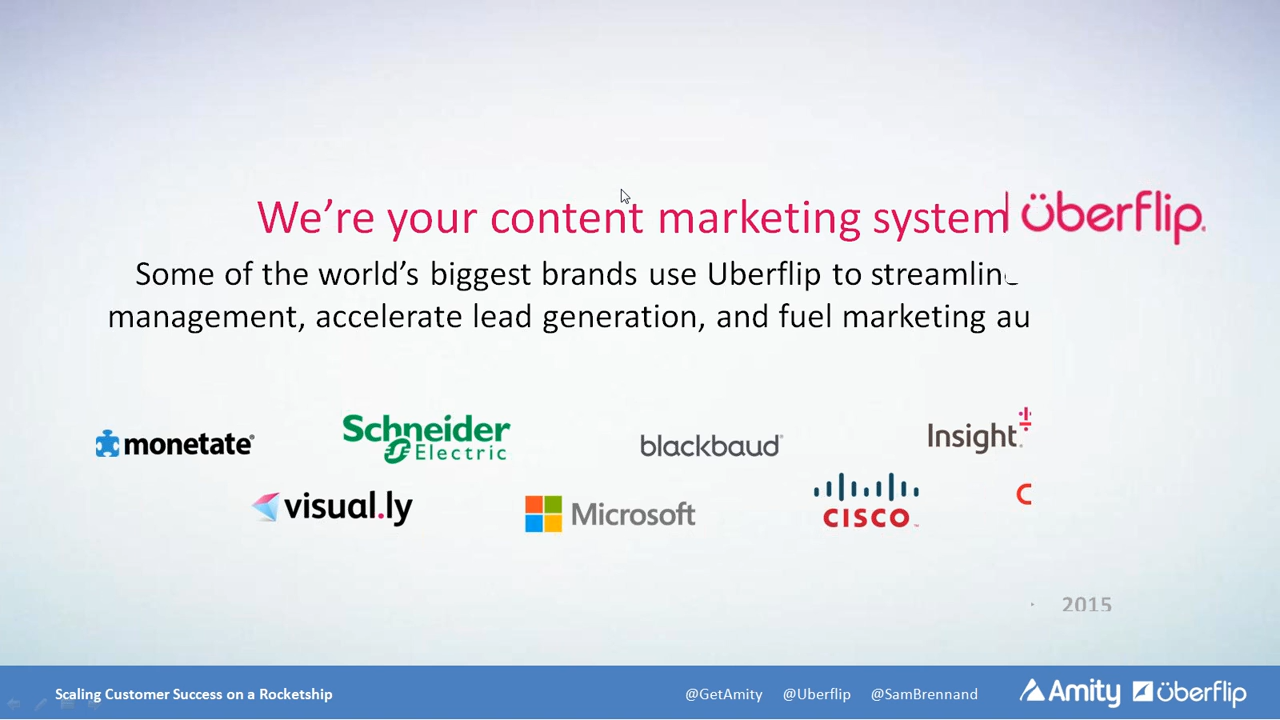 We’re your content marketing system
überflip
Some of the world’s biggest brands use Uberflip to
management, accelerate lead generation, and fuel marketing
monetate
Schneider
Electric
blackbaud
Insight
visual.ly
Microsoft
CISCO
2015
Scaling Customer Success on a Rocketship
@GetAmity
@Uberflip
@SamBrennand
Amity
überflip